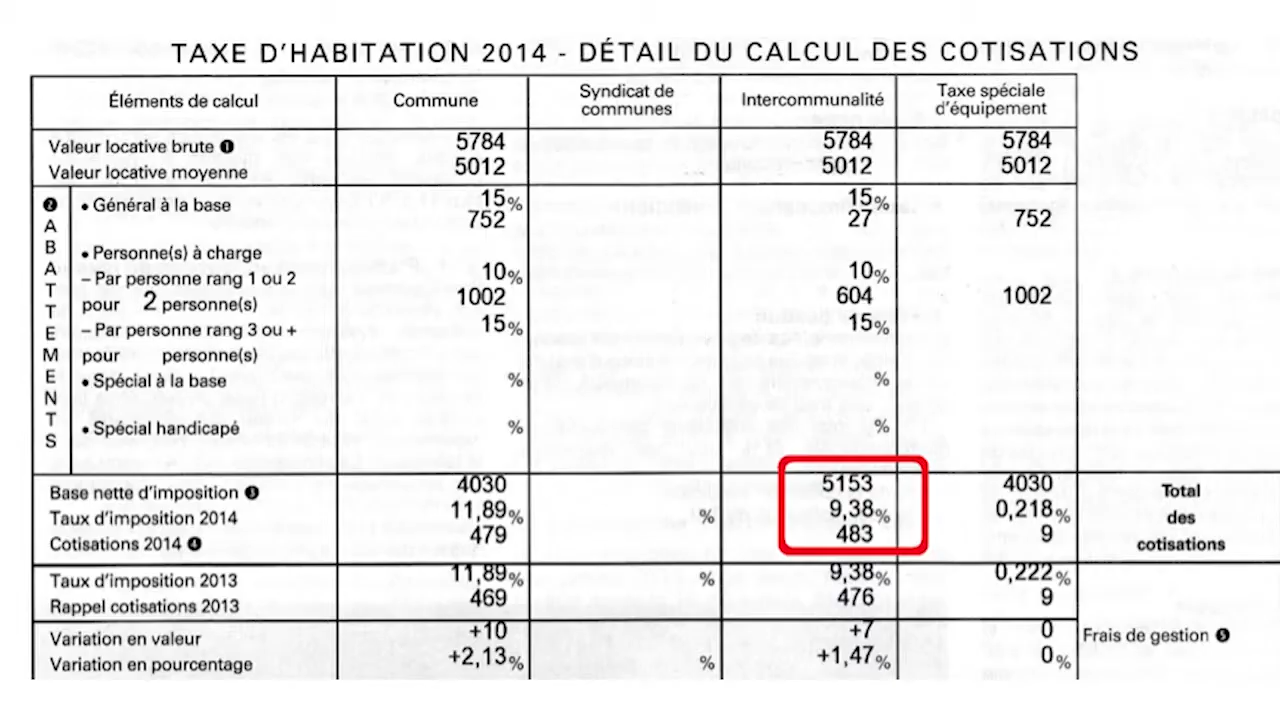 TAXE D'HABITATION 2014 - DÉTAIL DU CALCUL DES COTISATIONS
Éléments de calcul Commune Syndicat de communes Intercommunalité Taxe spéciale d'équipement
Valeur locative brute ❶ 5784 5784 5784
Valeur locative moyenne 5012 5012 5012
❷ ABATTEMENTS
• Général à la base 15% 15%
752 27 752
• Personne(s) à charge
– Par personne rang 1 ou 2 10% 10%
pour 2 personne(s) 1002 604 1002
– Par personne rang 3 ou + 15% 15%
pour personne(s)
• Spécial à la base % %
• Spécial handicapé % %
Base nette d'imposition ❸ 4030 5153 4030 Total
Taux d'imposition 2014 11,89% % 9,38% 0,218% des
Cotisations 2014 ❹ 479 483 9 cotisations
Taux d'imposition 2013 11,89% % 9,38% 0,222%
Rappel cotisations 2013 469 476 9
Variation en valeur +10 +7 0 Frais de gestion ❺
Variation en pourcentage +2,13% % +1,47% 0%